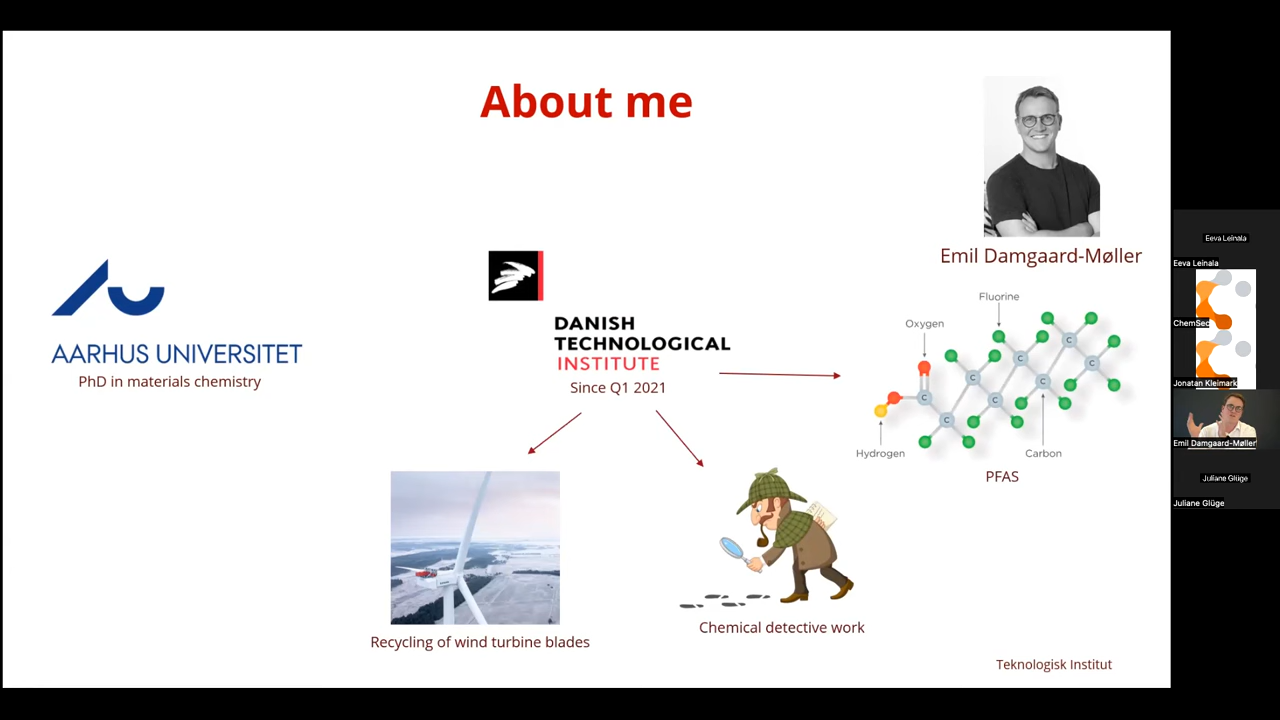 About me
Emil Damgaard-Møller
AARHUS UNIVERSITET
PhD in materials chemistry
DANISH
TECHNOLOGICAL
INSTITUTE
Since Q1 2021
Fluorine
Oxygen
C
C
C
C
C
C
C
C
Hydrogen
Carbon
PFAS
Recycling of wind turbine blades
Chemical detective work
Teknologisk Institut
Eeva Leinala
Eeva Leinala
ChemSec
Jonatan Kleimark
Emil Damgaard-Møller
Juliane Glüge
Juliane Glüge